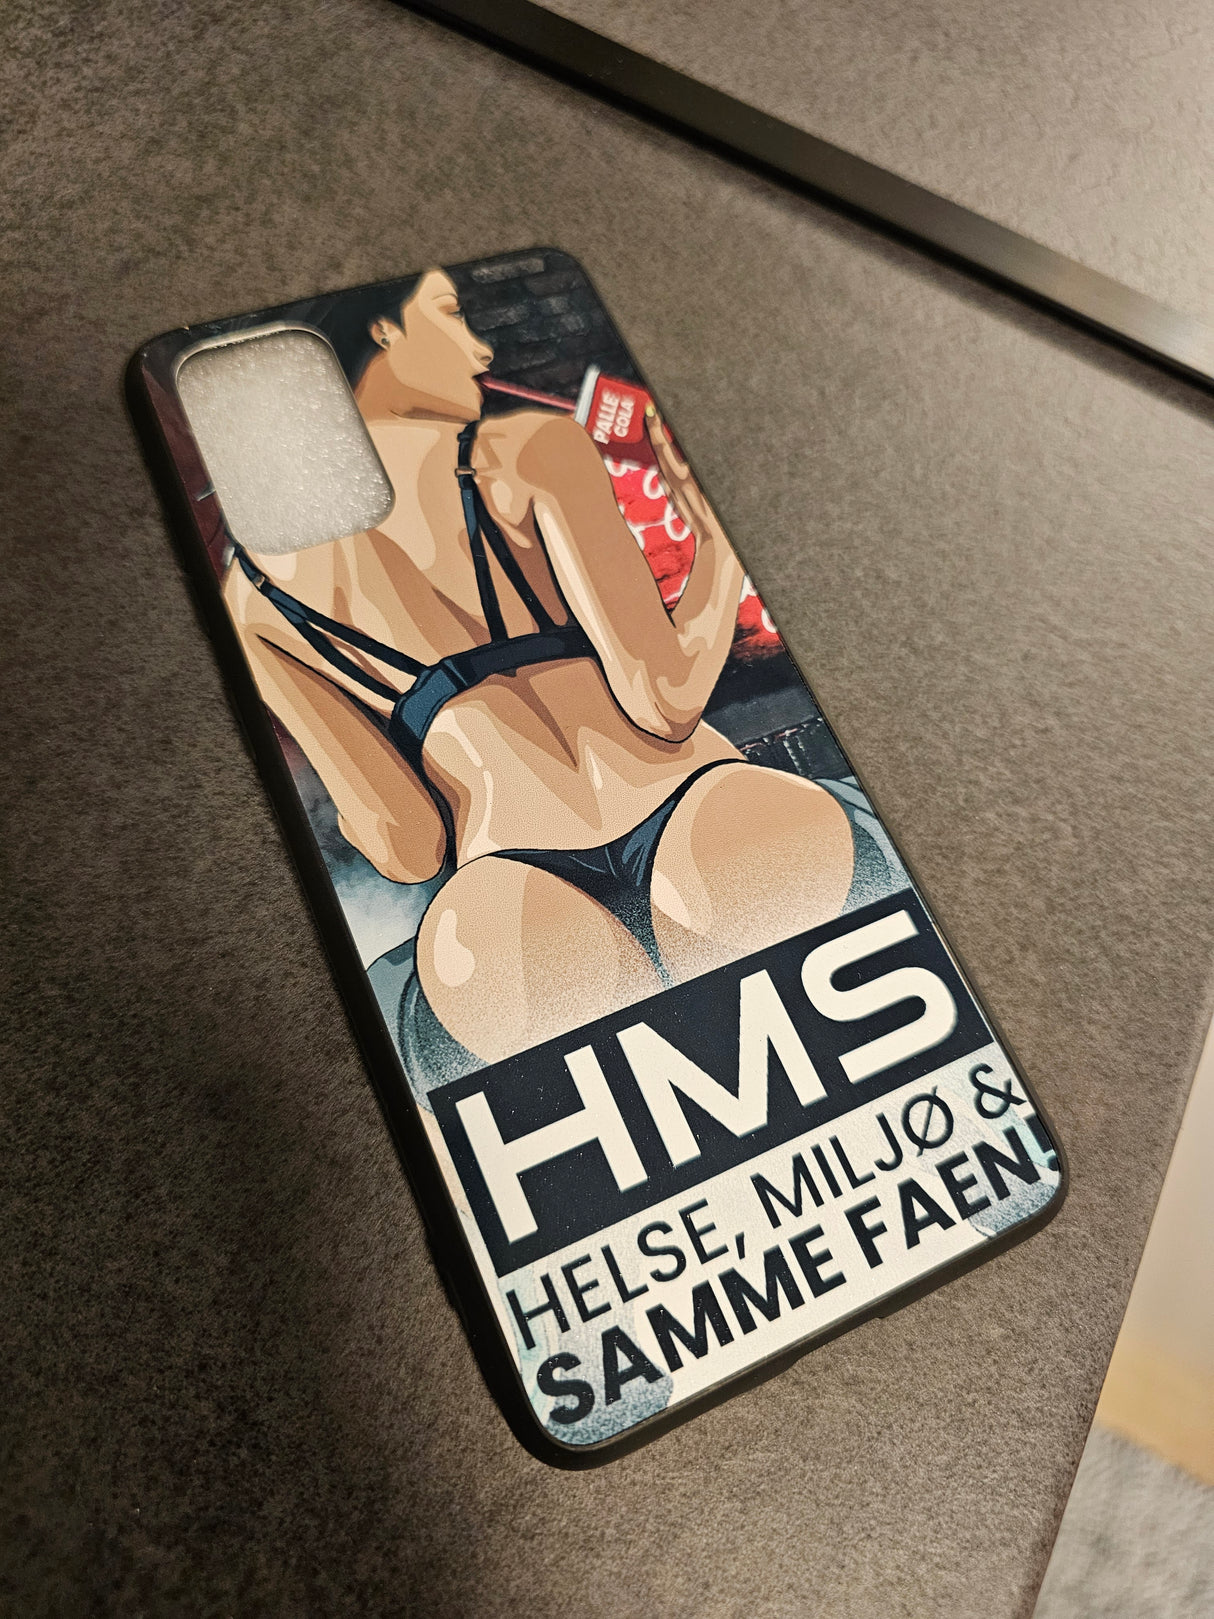 PALLE
COLA
HMS
HELSE, MILJØ &
SAMME FAEN!